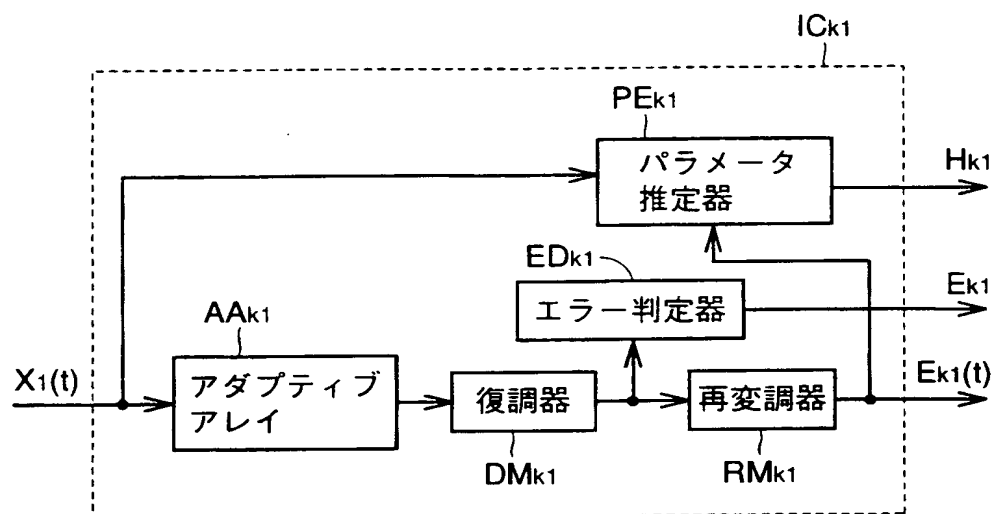 ICk1
PEk1
パラメータ
推定器
Hk1
EDk1
エラー判定器
Ek1
AAk1
X1(t)
アダプティブ
アレイ
復調器
再変調器
Ek1(t)
DMk1
RMk1